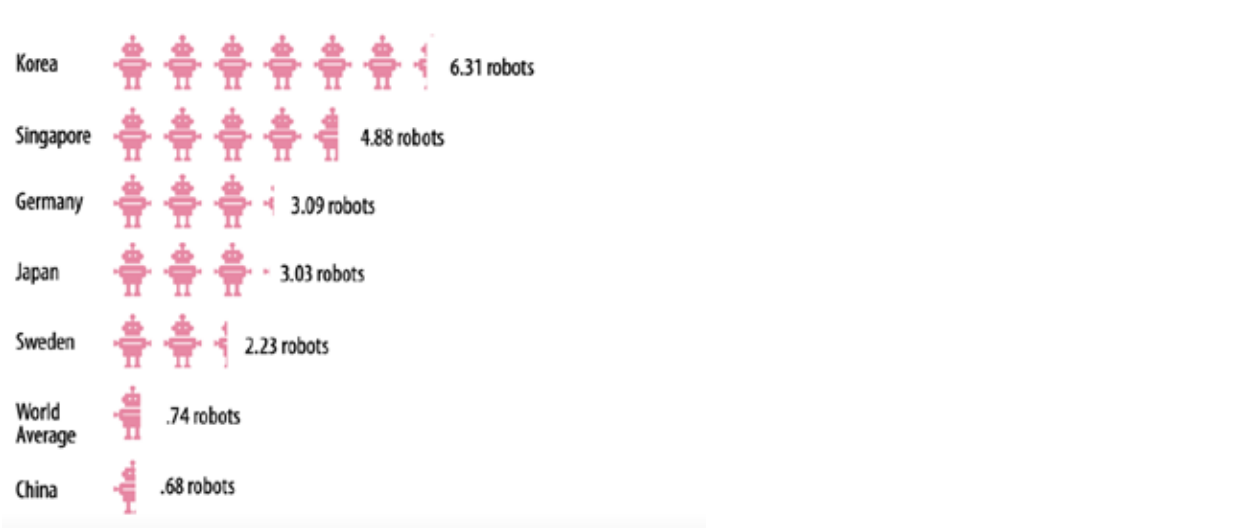 Korea 6.31 robots
Singapore 4.88 robots
Germany 3.09 robots
Japan 3.03 robots
Sweden 2.23 robots
World
Average .74 robots
China .68 robots